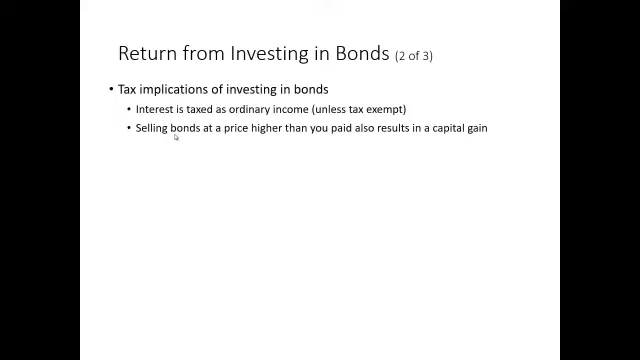 Return from Investing in Bonds (2 of 3)
• Tax implications of investing in bonds
• Interest is taxed as ordinary income (unless tax exempt)
• Selling bonds at a price higher than you paid also results in a capital gain